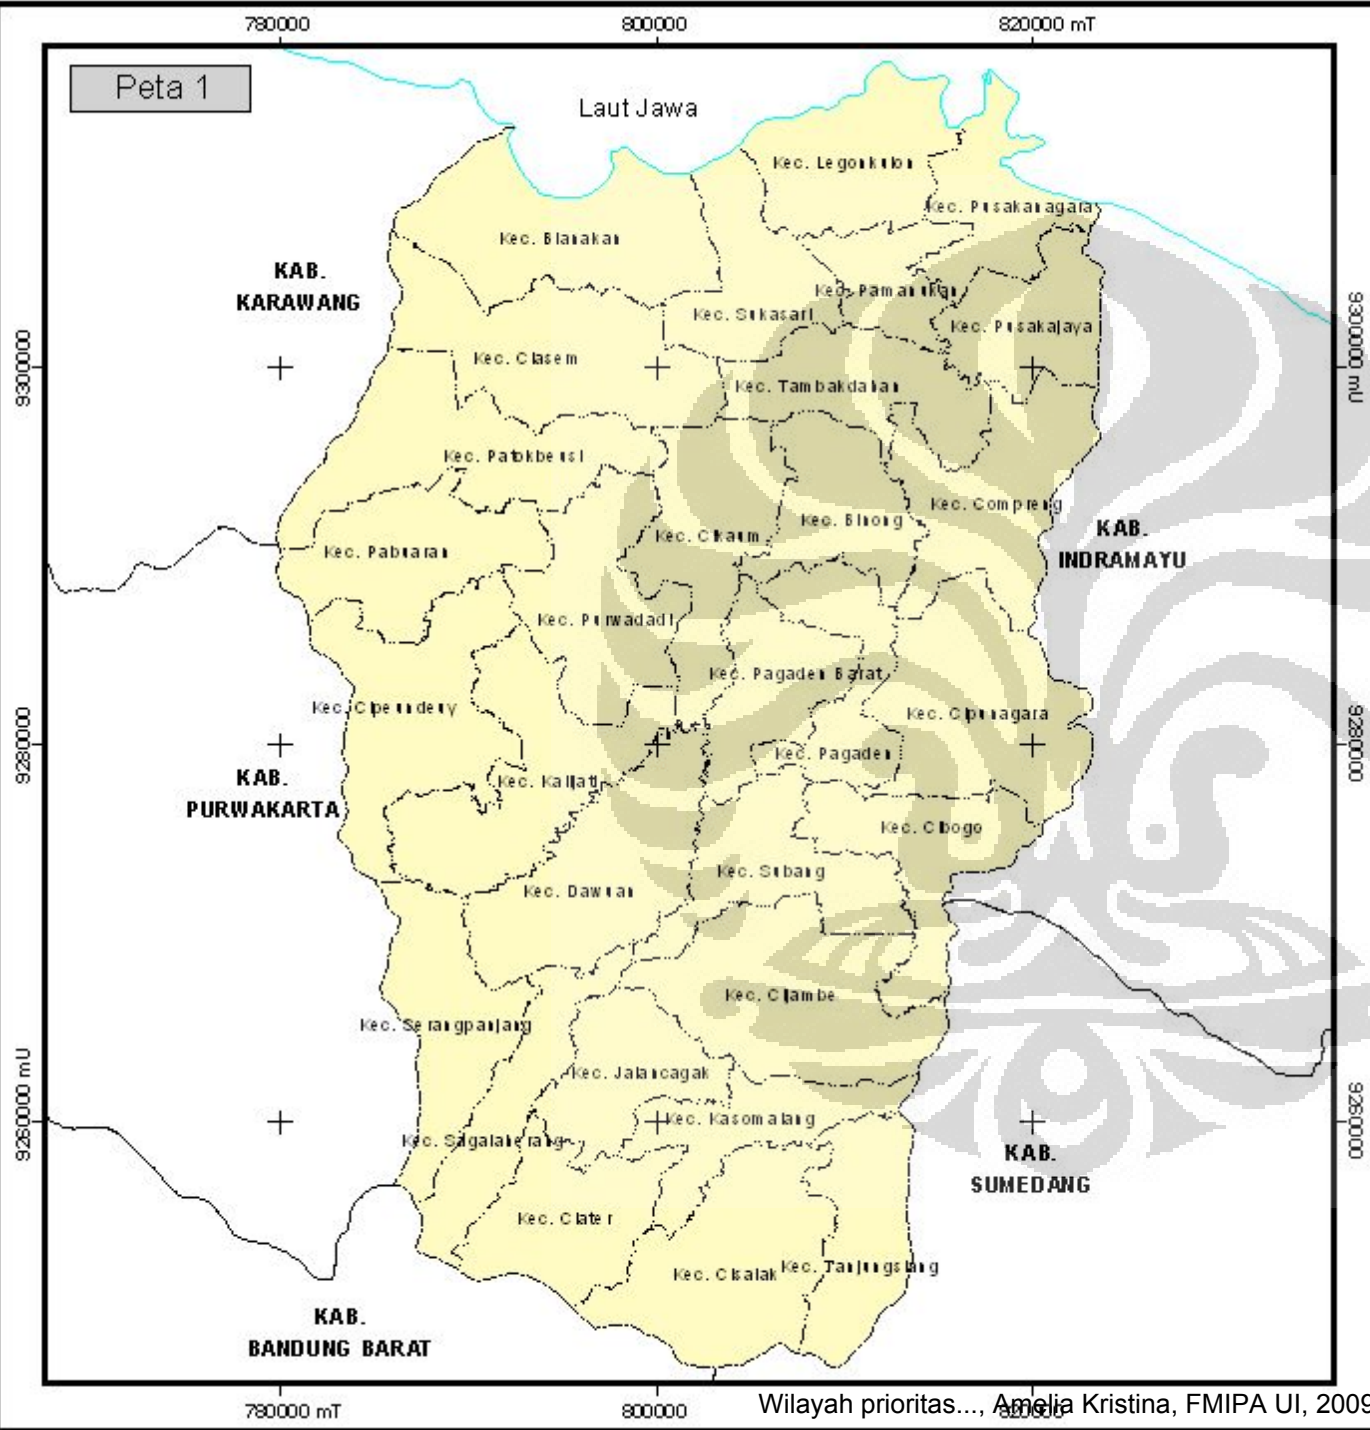 780000 800000 820000 mT
Peta 1
Laut Jawa
Kec. Legonkulon
Kec. Pusakanagara
Kec. Blanakan
KAB.
KARAWANG
Kec. Pamanukan
Kec. Sukasari
Kec. Pusakajaya
9300000
9300000 mU
Kec. Ciasem
Kec. Tambakdahan
Kec. Patokbeusi
Kec. Compreng
Kec. Binong
Kec. Cikaum
KAB.
INDRAMAYU
Kec. Pabuaran
Kec. Purwadadi
Kec. Pagaden Barat
Kec. Cipeundeuy
Kec. Cipunagara
9280000
9280000
Kec. Pagaden
KAB.
PURWAKARTA
Kec. Kalijati
Kec. Cibogo
Kec. Subang
Kec. Dawuan
Kec. Cijambe
Kec. Serangpanjang
Kec. Jalancagak
9260000 mU
9260000
Kec. Kasomalang
Kec. Sagalaherang
KAB.
SUMEDANG
Kec. Ciater
Kec. Cisalak
Kec. Tanjungsiang
KAB.
BANDUNG BARAT
780000 mT 800000 820000
Wilayah prioritas..., Amelia Kristina, FMIPA UI, 2009